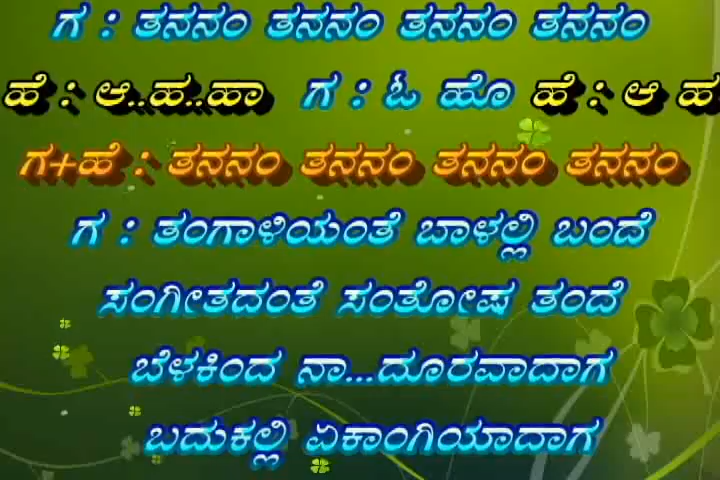 ಗ : ತನನಂ ತನನಂ ತನನಂ ತನನಂ
ಹೆ : ಆ..ಹ..ಹಾ ಗ : ಓ ಹೊ ಹೆ : ಆ ಹ
ಗ+ಹೆ : ತನನಂ ತನನಂ ತನನಂ ತನನಂ
ಗ : ತಂಗಾಳಿಯಂತೆ ಬಾಳಲ್ಲಿ ಬಂದೆ
ಸಂಗೀತದಂತೆ ಸಂತೋಷ ತಂದೆ
ಬೆಳಕಿಂದ ನಾ...ದೂರವಾದಾಗ
ಬದುಕಲ್ಲಿ ಏಕಾಂಗಿಯಾದಾಗ